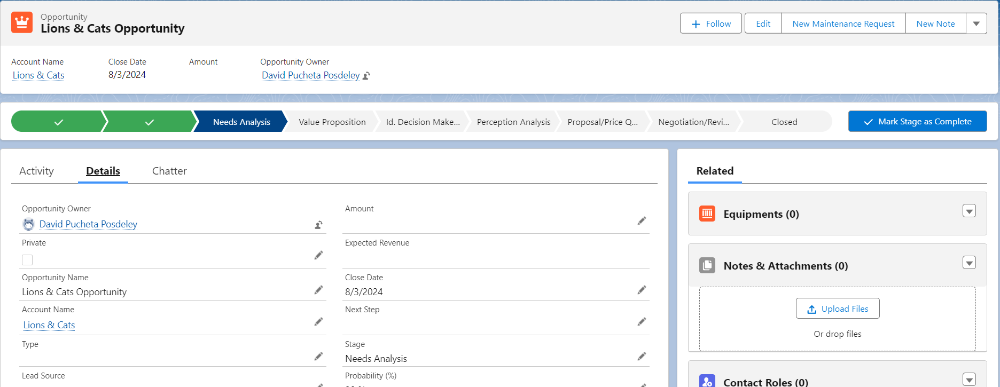 Opportunity
Lions & Cats Opportunity
Follow
Edit
New Maintenance Request
New Note
Account Name
Close Date
Amount
Opportunity Owner
Lions & Cats
8/3/2024
David Pucheta Posdeley
Needs Analysis
Value Proposition
Id. Decision Make...
Perception Analysis
Proposal/Price Q...
Negotiation/Revi...
Closed
Mark Stage as Complete
Activity
Details
Chatter
Opportunity Owner
David Pucheta Posdeley
Private
Opportunity Name
Lions & Cats Opportunity
Account Name
Lions & Cats
Type
Lead Source
Amount
Expected Revenue
Close Date
8/3/2024
Next Step
Stage
Needs Analysis
Probability (%)
Related
Equipments (0)
Notes & Attachments (0)
Upload Files
Or drop files
Contact Roles (0)